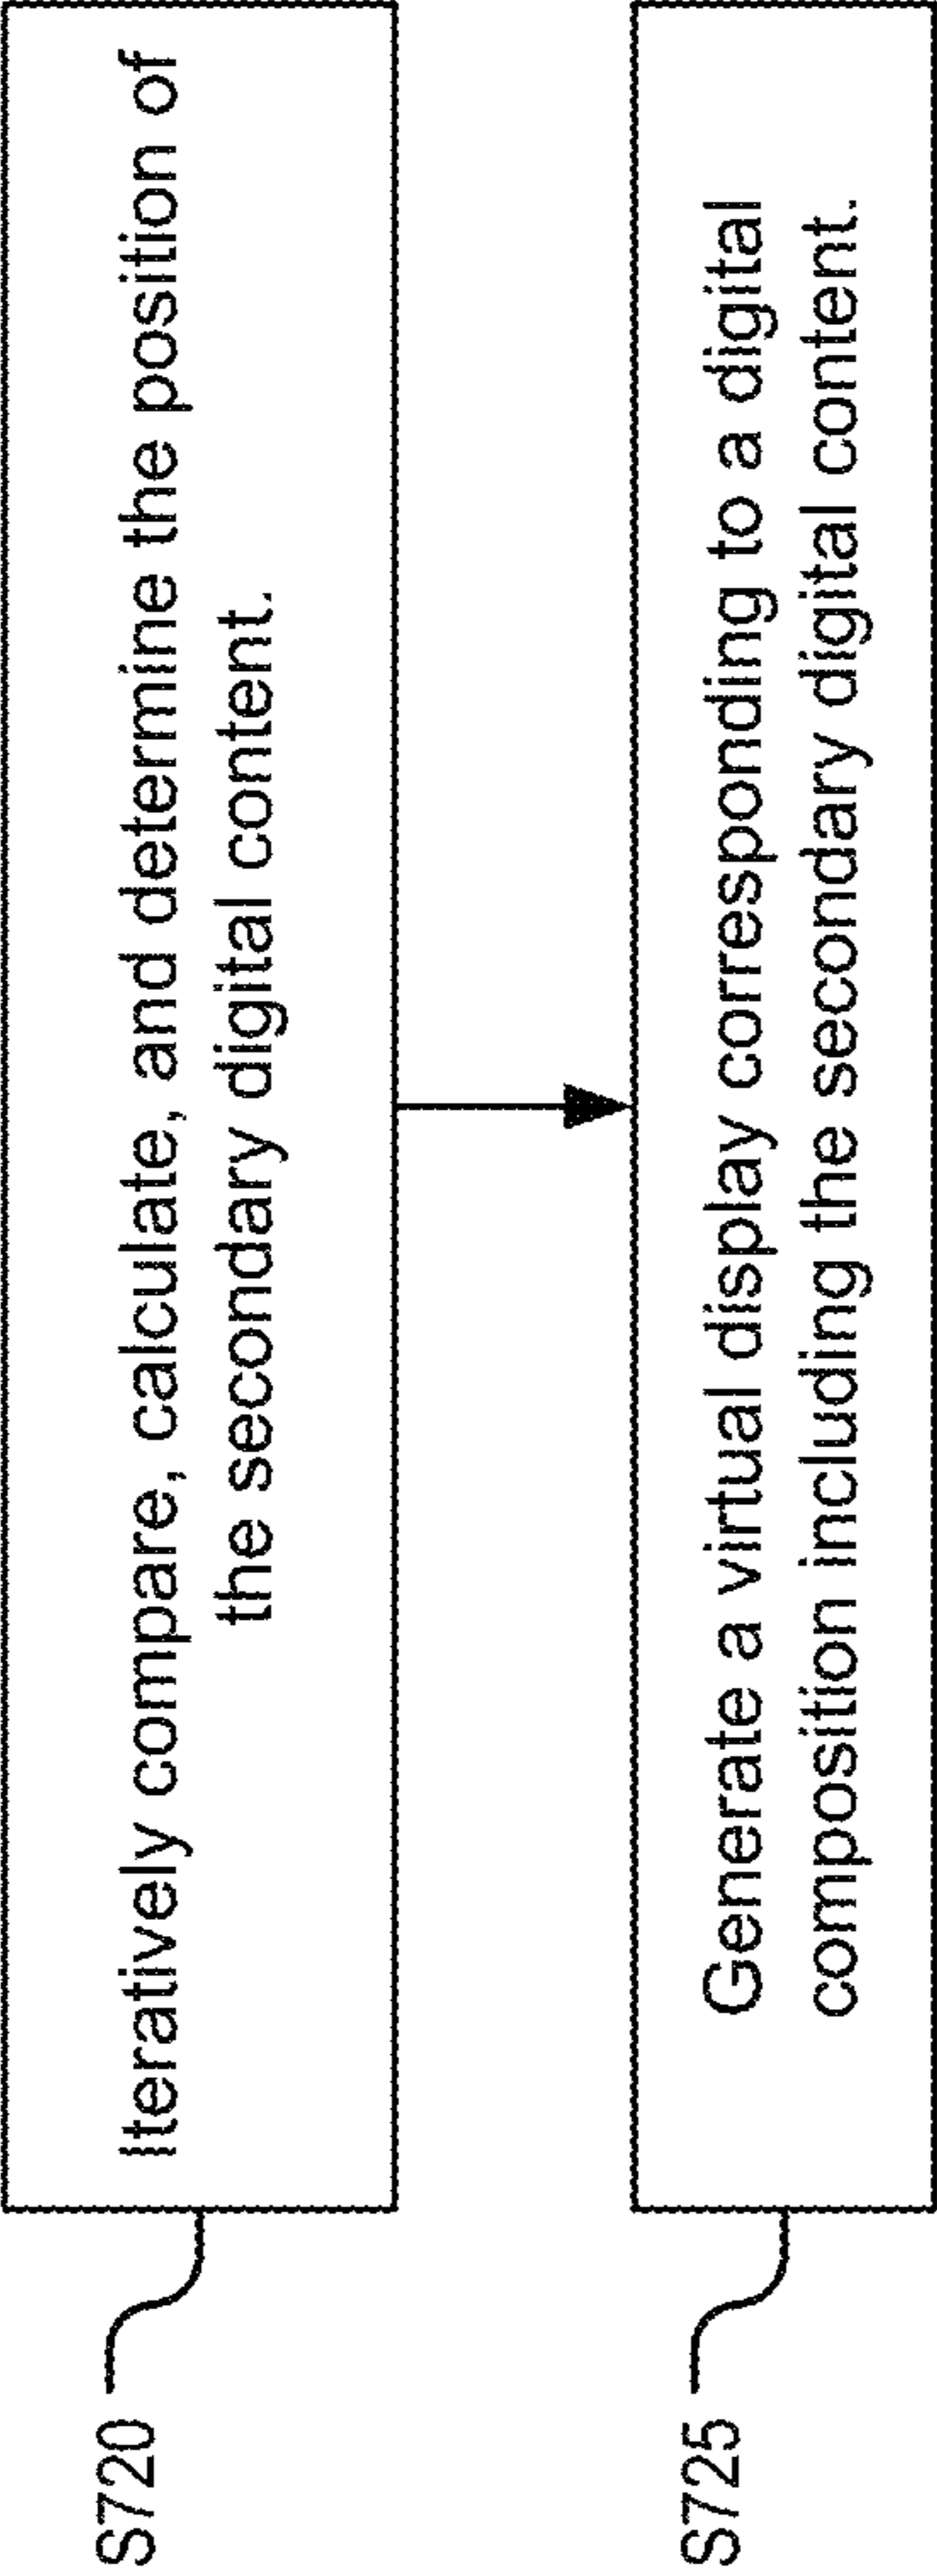 S720
Iteratively compare, calculate, and determine the position of
the secondary digital content.
S725
Generate a virtual display corresponding to a digital
composition including the secondary digital content.